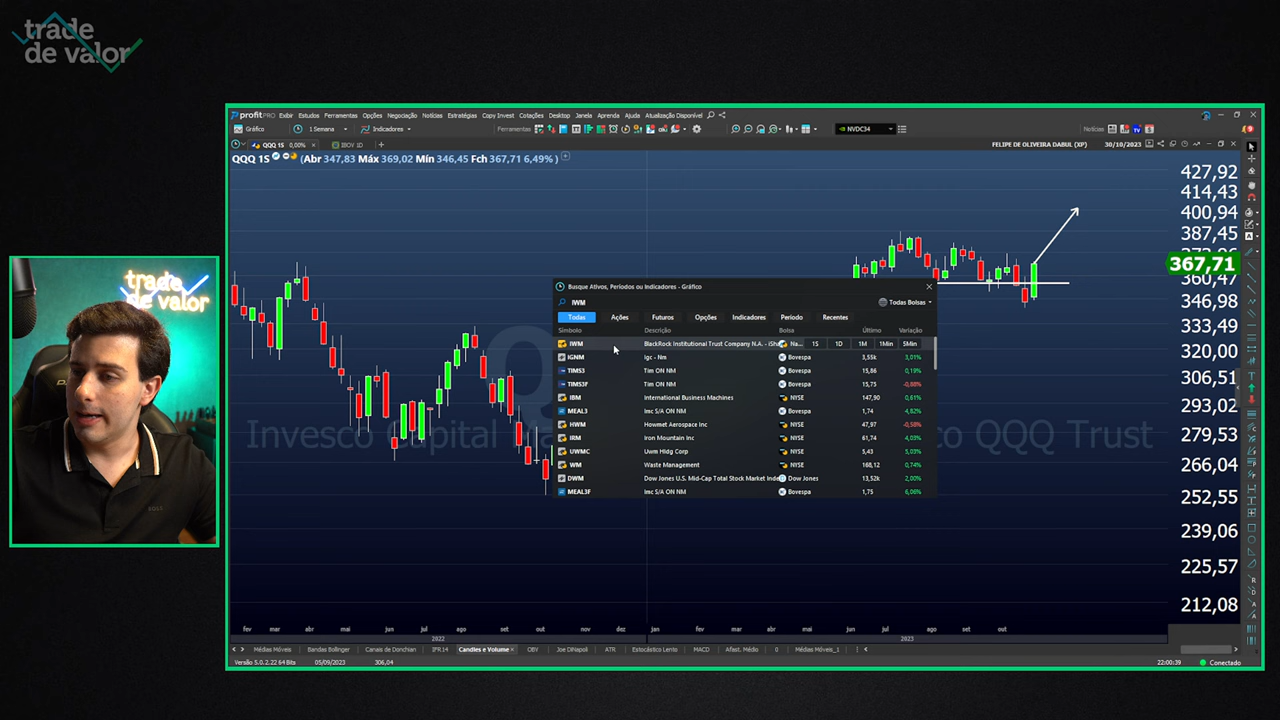 trade
de valor
profitPRO Exibir Estudos Ferramentas Opções Negociação Notícias Estratégias Copy Invest Cotações Desktop Janela Aprenda Ajuda Atualização Disponível
Gráfico 1 Semana Indicadores Ferramentas NVDC34 Notícias
QQQ 1S 0,00% IBOV 1D FELIPE DE OLIVEIRA DABUL (XP) 30/10/2023
QQQ 1S (Abr 347,83 Máx 369,02 Mín 346,45 Fch 367,71 6,49% )
427,92
414,43
400,94
387,45
367,71
360,47
346,98
333,49
320,00
306,51
293,02
279,53
266,04
252,55
239,06
225,57
212,08
Busque Ativos, Períodos ou Indicadores - Gráfico
IWM Todas Bolsas
Todas Ações Futuros Opções Indicadores Período Recentes
Símbolo Descrição Bolsa Último Variação
IWM BlackRock Institutional Trust Company N.A. - iSh Na... 1S 1D 1M 1Min 5Min
IGNM Igc - Nm Bovespa 3,55k 3,01%
TIMS3 Tim ON NM Bovespa 15,86 0,19%
TIMS3F Tim ON NM Bovespa 15,75 -0,88%
IBM International Business Machines NYSE 147,90 0,61%
MEAL3 Imc S/A ON NM Bovespa 1,74 4,82%
HWM Howmet Aerospace Inc NYSE 47,97 -0,58%
IRM Iron Mountain Inc NYSE 61,74 4,03%
UWMC Uwm Hldg Corp NYSE 5,43 5,03%
WM Waste Management NYSE 168,12 0,74%
DWM Dow Jones U.S. Mid-Cap Total Stock Market Inde Dow Jones 13,52k 2,00%
MEAL3F Imc S/A ON NM Bovespa 1,75 6,06%
Invesco Capital QQQ Trust
trade
de valor
fev mar abr mai jun jul ago set out nov dez jan fev mar abr mai jun jul ago set out
2022 2023
Médias Móveis Bandas Bollinger Canais de Donchian IFR14 Candles e Volume OBV Joe DiNapoli ATR Estocástico Lento MACD Afast. Médio 0 Médias Móveis_1
Versão 5.0.2.22 64 Bits 05/09/2023 306,04 22:00:39 Conectado